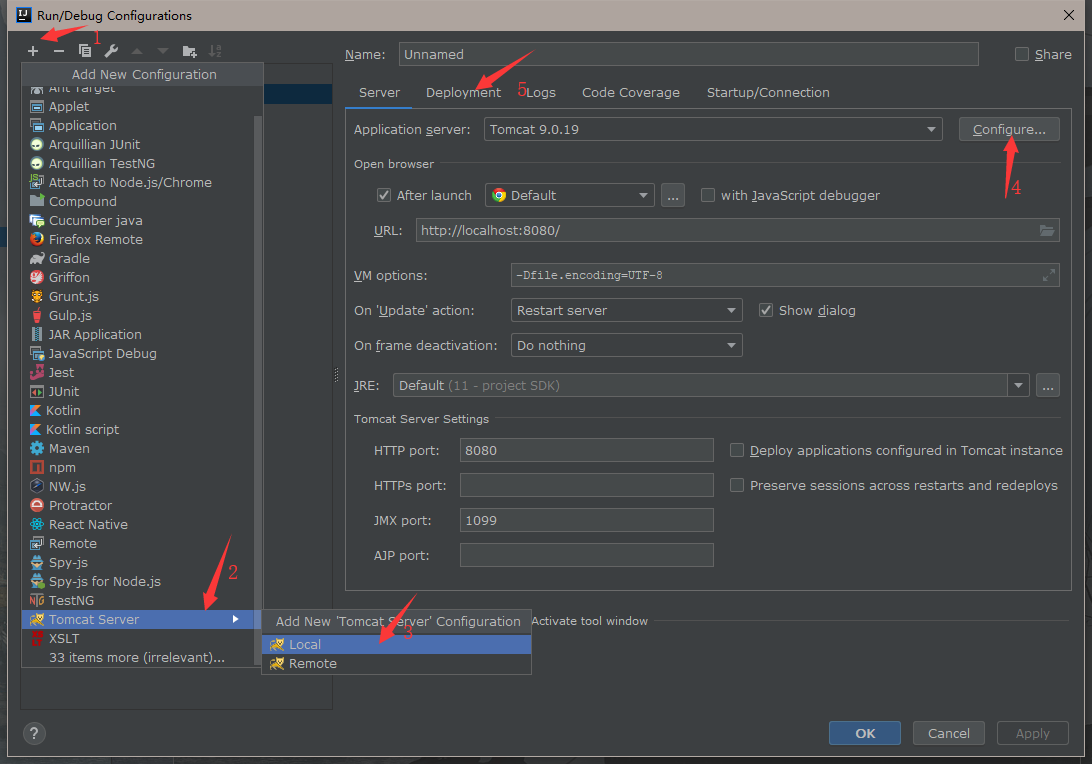 Run/Debug Configurations
1
Add New Configuration
Ant Target
Applet
Application
Arquillian JUnit
Arquillian TestNG
Attach to Node.js/Chrome
Compound
Cucumber java
Firefox Remote
Gradle
Griffon
Grunt.js
Gulp.js
JAR Application
JavaScript Debug
Jest
JUnit
Kotlin
Kotlin script
Maven
npm
NW.js
Protractor
React Native
Remote
Spy-js
Spy-js for Node.js
TestNG
Tomcat Server
XSLT
33 items more (irrelevant)...
2
Add New 'Tomcat Server' Configuration
Local
Remote
3
Name: Unnamed Share
Server Deployment 5 Logs Code Coverage Startup/Connection
Application server: Tomcat 9.0.19 Configure...
4
Open browser
After launch Default ... with JavaScript debugger
URL: http://localhost:8080/
VM options: -Dfile.encoding=UTF-8
On 'Update' action: Restart server Show dialog
On frame deactivation: Do nothing
JRE: Default (11 - project SDK) ...
Tomcat Server Settings
HTTP port: 8080 Deploy applications configured in Tomcat instance
HTTPs port: Preserve sessions across restarts and redeploys
JMX port: 1099
AJP port:
Activate tool window
? OK Cancel Apply